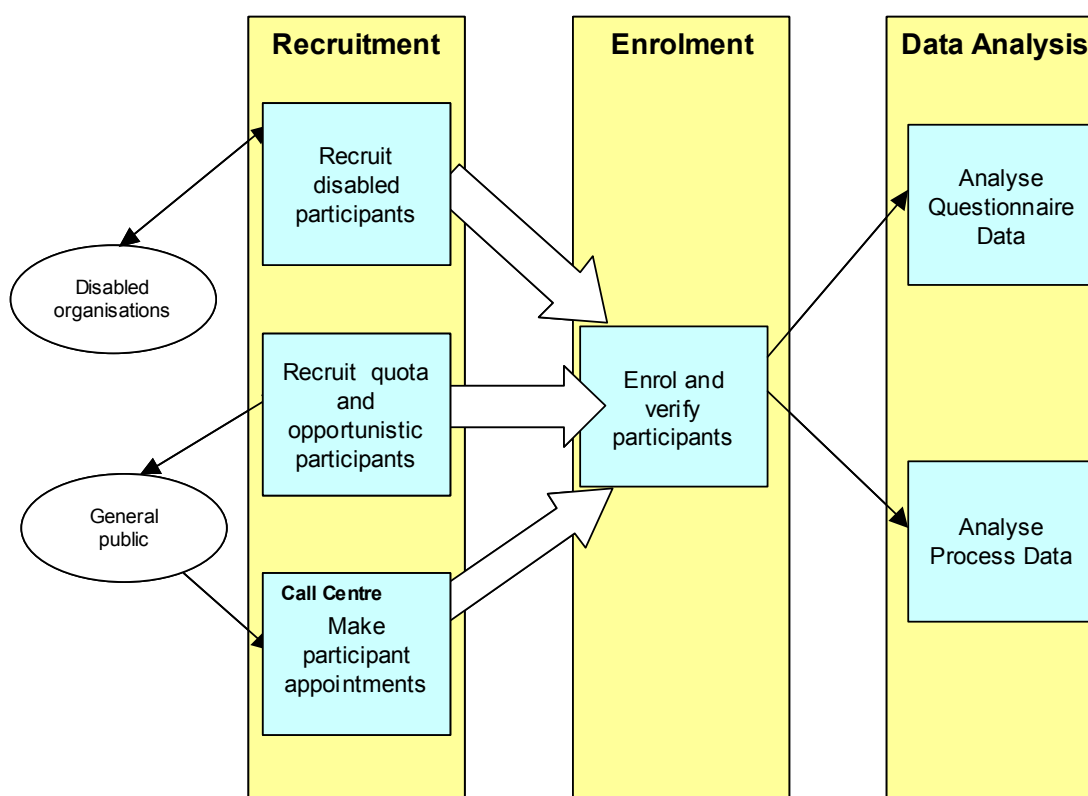 Recruitment
Enrolment
Data Analysis
Recruit
disabled
participants
Analyse
Questionnaire
Data
Disabled
organisations
Recruit quota
and
opportunistic
participants
Enrol and
verify
participants
General
public
Analyse
Process Data
Call Centre
Make
participant
appointments